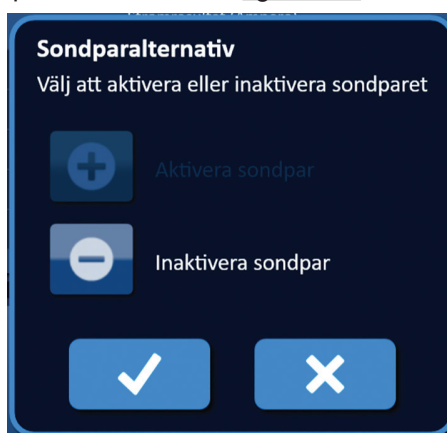 Sondparalternativ
Välj att aktivera eller inaktivera sondparet
Aktivera sondpar
Inaktivera sondpar